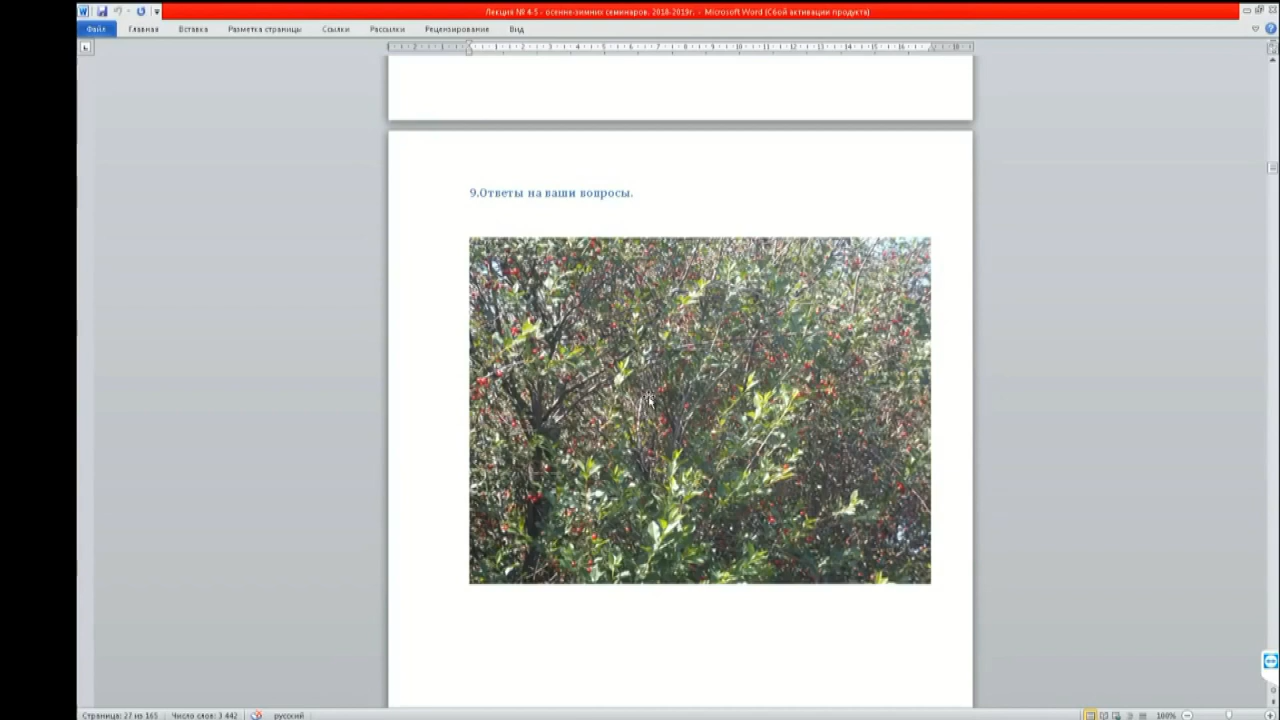 Лекция № 4-5 - осенне-зимних семинаров. 2018-2019г. - Microsoft Word (Сбой активации продукта)
Файл Главная Вставка Разметка страницы Ссылки Рассылки Рецензирование Вид
9.Ответы на ваши вопросы.
Страница: 27 из 165 Число слов: 3 442 русский 100%